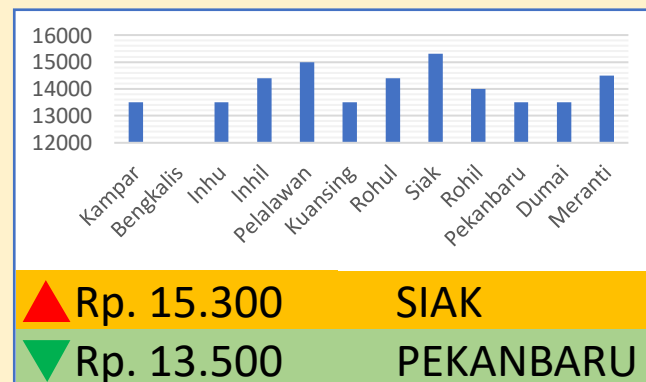 16000
15000
14000
13000
12000
Kampar
Bengkalis
Inhu
Inhil
Pelalawan
Kuansing
Rohul
Siak
Rohil
Pekanbaru
Dumai
Meranti
Rp. 15.300 SIAK
Rp. 13.500 PEKANBARU